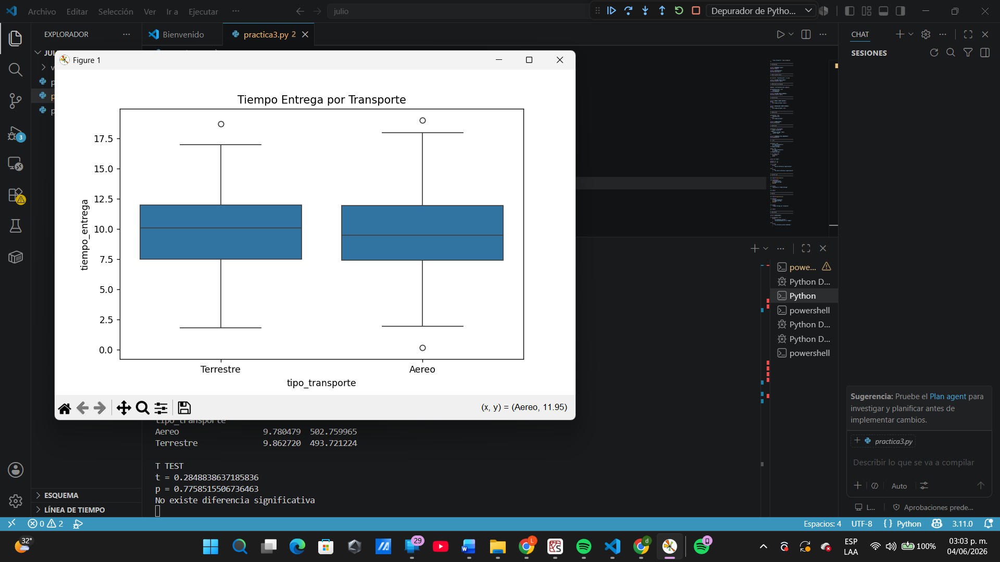 Archivo Editar Selección Ver Ir a Ejecutar ···
julio
Depurador de Pytho...
EXPLORADOR
Bienvenido
practica3.py 2
CHAT
SESIONES
Figure 1
Tiempo Entrega por Transporte
17.5
15.0
12.5
10.0
7.5
5.0
2.5
0.0
tiempo_entrega
Terrestre Aereo
tipo_transporte
(x, y) = (Aereo, 11.95)
3
powe...
Python D...
Python
powershell
Python D...
Python D...
powershell
tipo_transporte
Aereo 9.780479 502.759965
Terrestre 9.862720 493.721224
T TEST
t = 0.2848838637185836
p = 0.7758515506736463
No existe diferencia significativa
ESQUEMA
LÍNEA DE TIEMPO
Sugerencia: Pruebe el Plan agent para
investigar y planificar antes de
implementar cambios.
practica3.py
Describir lo que se va a compilar
Auto
L...
Aprobaciones prede...
0 2
Espacios: 4 UTF-8 { } Python 3.11.0
32°
29
ESP
LAA
100%
03:03 p. m.
04/06/2026